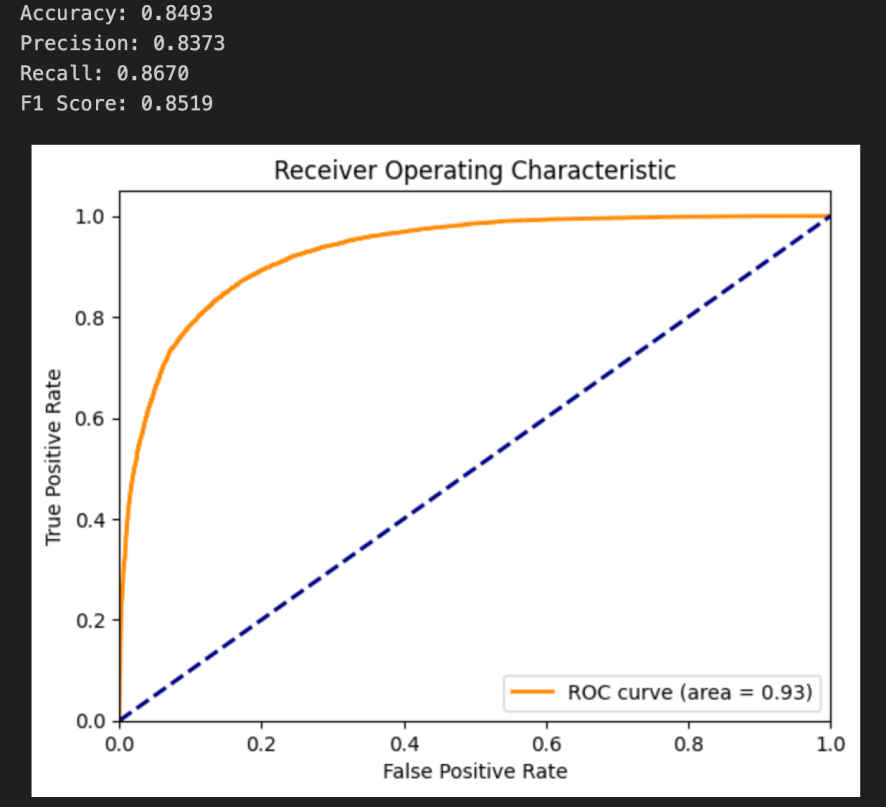 Accuracy: 0.8493
Precision: 0.8373
Recall: 0.8670
F1 Score: 0.8519
Receiver Operating Characteristic
1.0
0.8
0.6
0.4
0.2
0.0
True Positive Rate
ROC curve (area = 0.93)
0.0 0.2 0.4 0.6 0.8 1.0
False Positive Rate